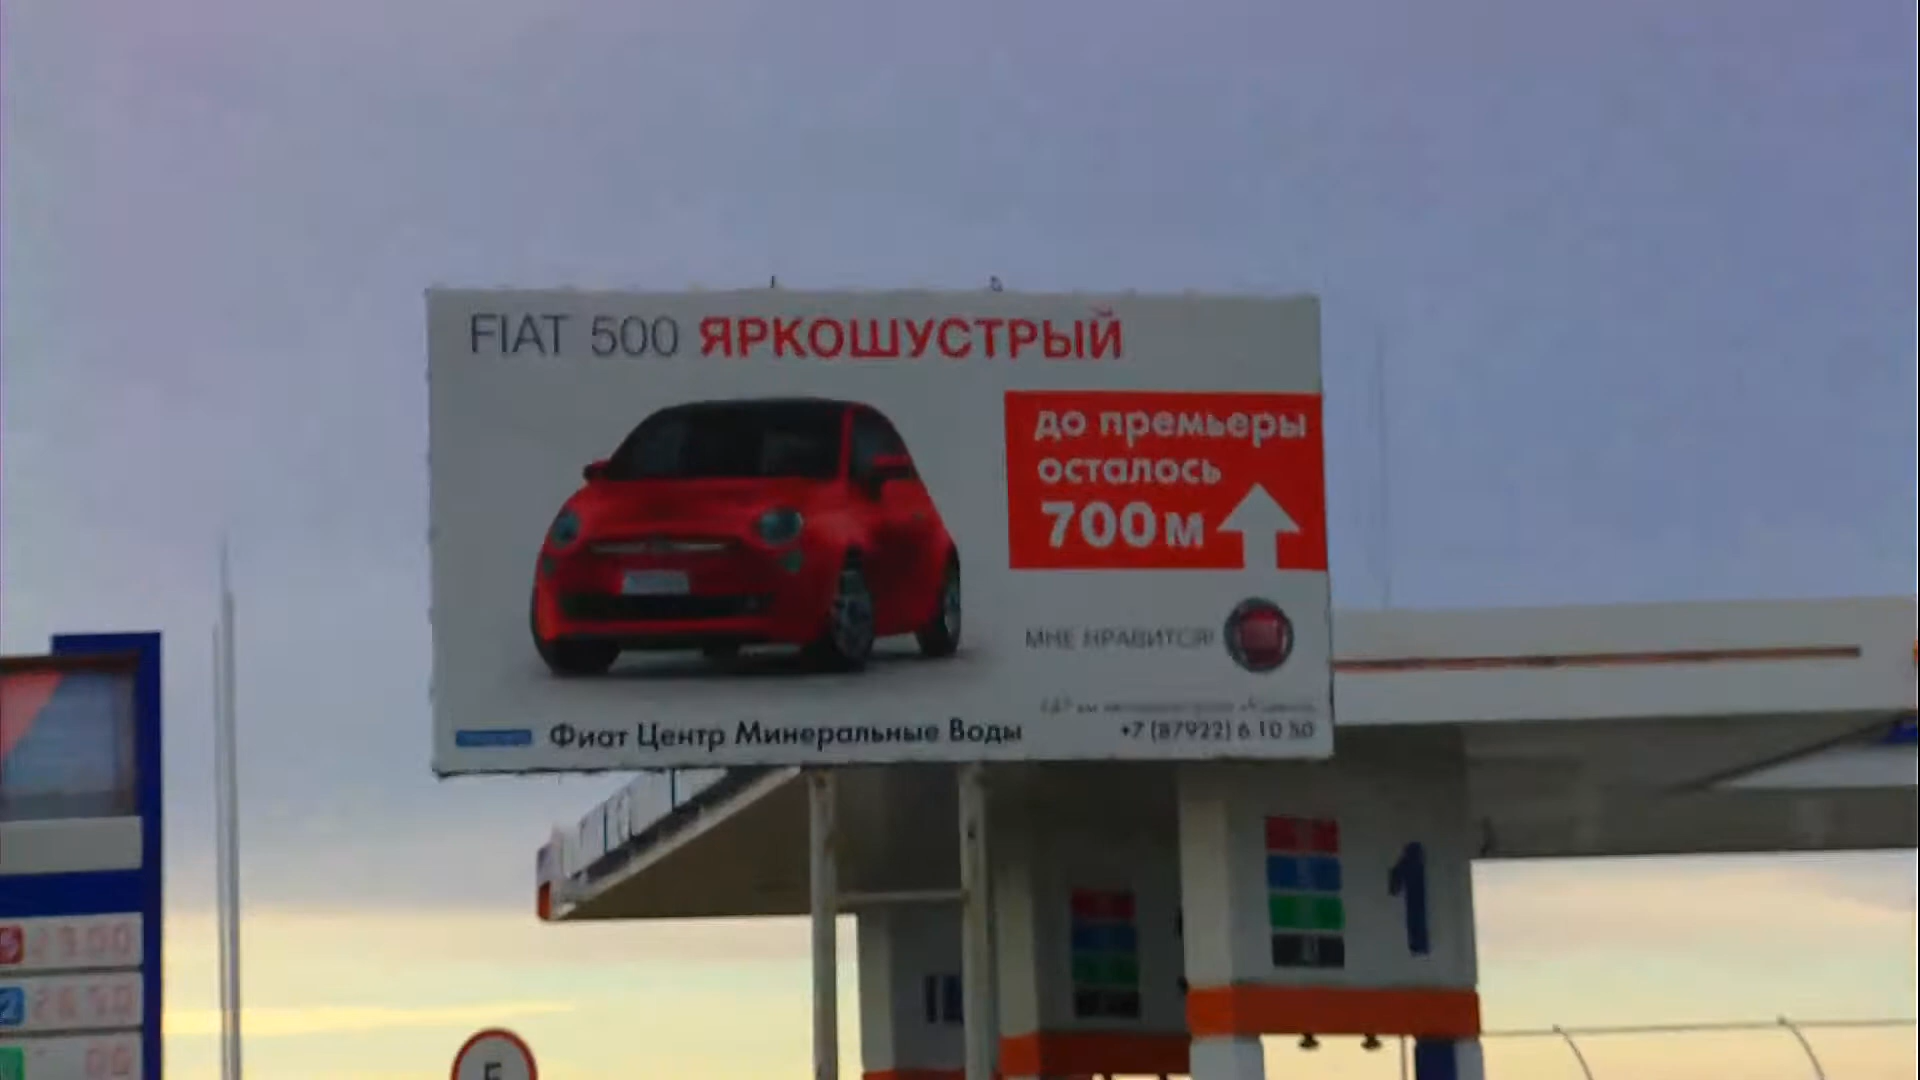 FIAT 500 ЯРКОШУСТРЫЙ
до премьеры
осталось
700м
МНЕ НРАВИТСЯ!
Фиат Центр Минеральные Воды
+7 (87922) 6 10 50
1